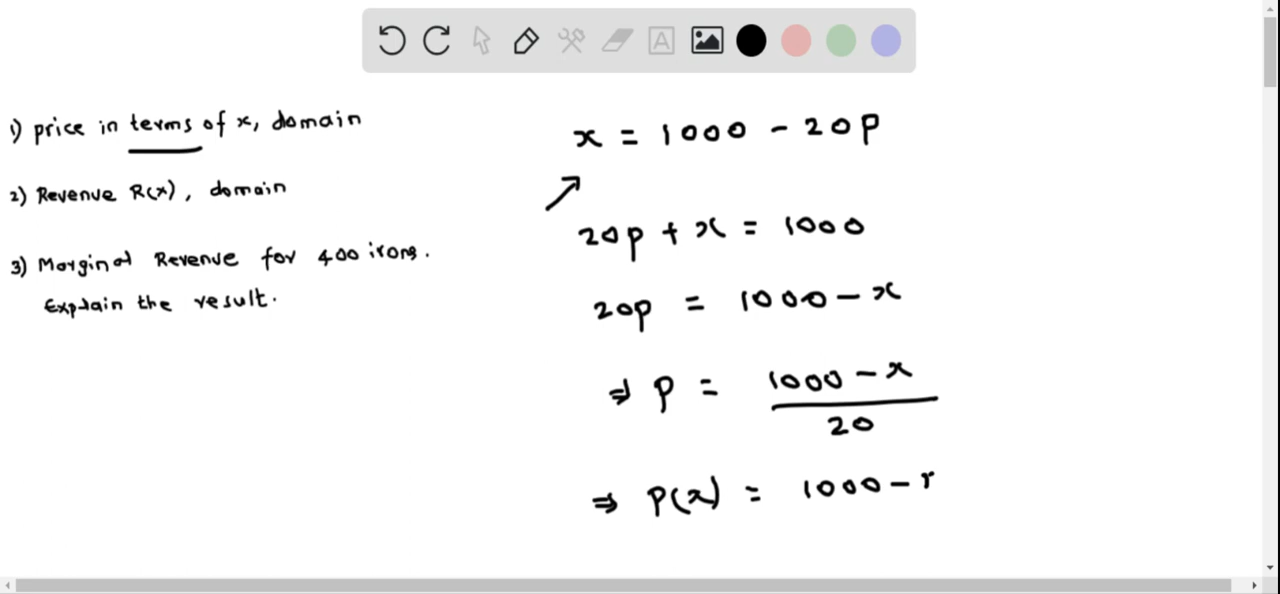 1) price in terms of x, domain
2) Revenue R(x), domain
3) Marginal Revenue for 400 irons.
Explain the result.
x = 1000 - 20p
20p + x = 1000
20p = 1000 - x
⇒ p = (1000 - x)/20
⇒ p(x) = 1000 -